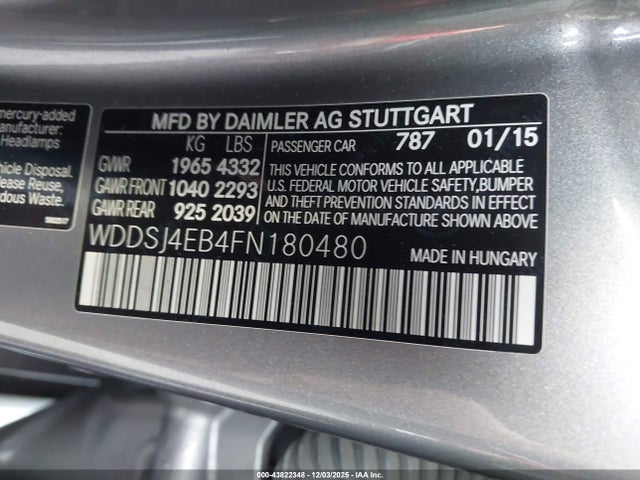 mercury-added
anufacturer:
Headlamps
ehicle Disposal.
lease Reuse,
rdous Waste.
MFD BY DAIMLER AG STUTTGART
KG LBS
GVWR 1965 4332
GAWR FRONT 1040 2293
GAWR REAR 925 2039
PASSENGER CAR 787 01/15
THIS VEHICLE CONFORMS TO ALL APPLICABLE
U.S. FEDERAL MOTOR VEHICLE SAFETY, BUMPER
AND THEFT PREVENTION STANDARDS IN EFFECT
ON THE DATE OF MANUFACTURE SHOWN ABOVE.
WDDSJ4EB4FN180480
MADE IN HUNGARY
000-43822348 - 12/03/2025 - IAA Inc.